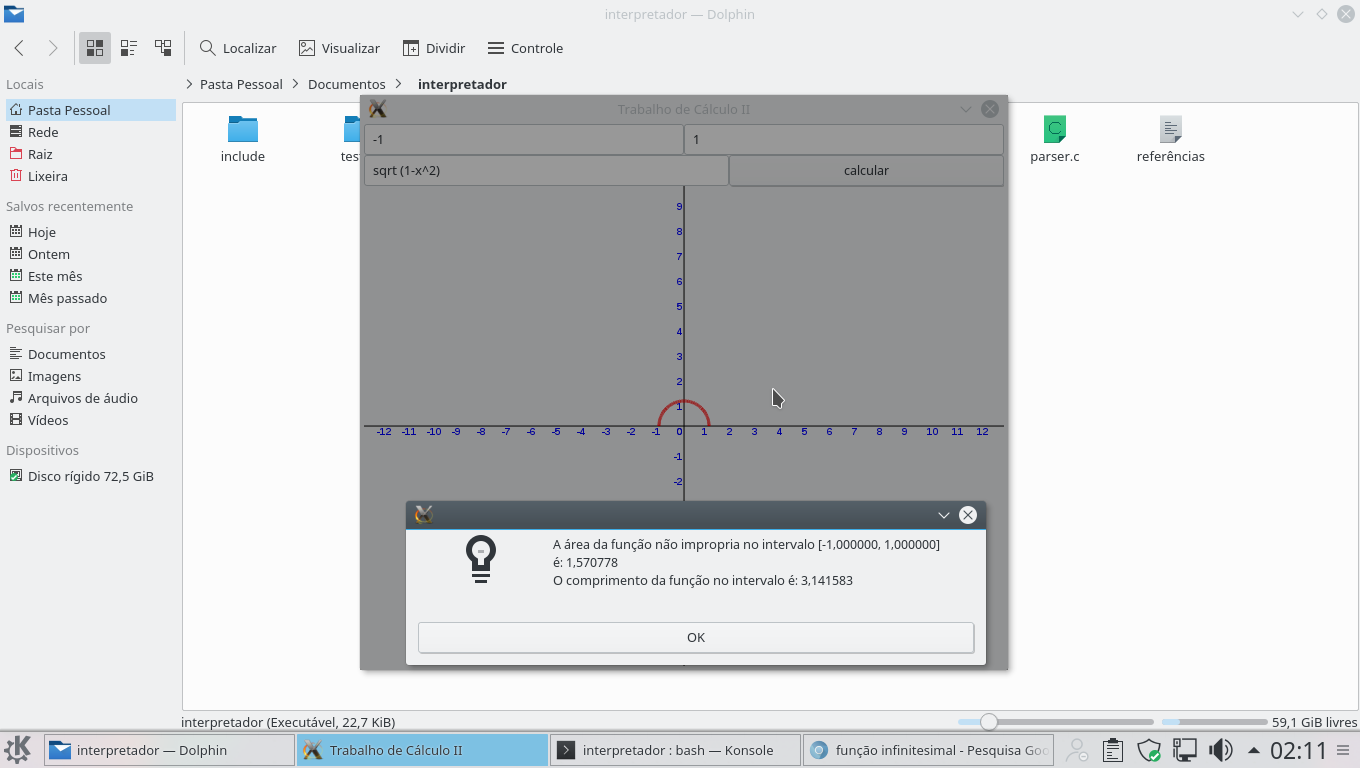 interpretador — Dolphin
Localizar
Visualizar
Dividir
Controle
Locais
Pasta Pessoal
Rede
Raiz
Lixeira
Salvos recentemente
Hoje
Ontem
Este mês
Mês passado
Pesquisar por
Documentos
Imagens
Arquivos de áudio
Vídeos
Dispositivos
Disco rígido 72,5 GiB
Pasta Pessoal
Documentos
interpretador
include
parser.c
referências
Trabalho de Cálculo II
-1
1
sqrt (1-x^2)
calcular
9
8
7
6
5
4
3
2
1
-12 -11 -10 -9 -8 -7 -6 -5 -4 -3 -2 -1 0 1 2 3 4 5 6 7 8 9 10 11 12
-1
-2
A área da função não impropria no intervalo [-1,000000, 1,000000]
é: 1,570778
O comprimento da função no intervalo é: 3,141583
OK
interpretador (Executável, 22,7 KiB)
59,1 GiB livres
interpretador — Dolphin
Trabalho de Cálculo II
interpretador : bash — Konsole
função infinitesimal - Pesquisa Goo
02:11